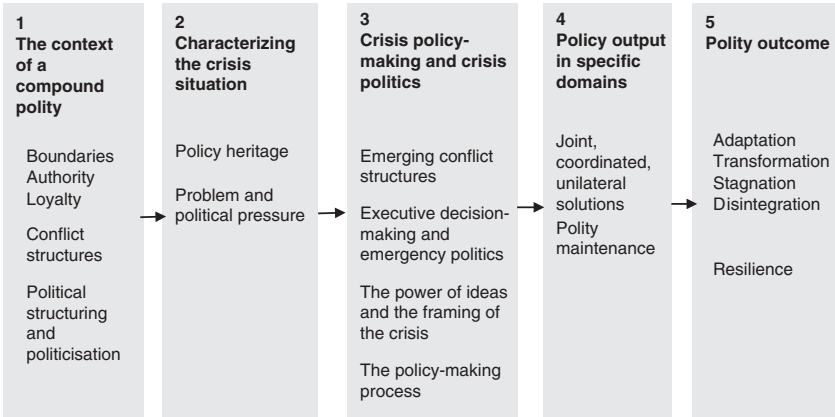 1
The context
of a
compound
polity
Boundaries
Authority
Loyalty
Conflict
structures
Political
structuring
and
politicisation
2
Characterizing
the crisis
situation
Policy heritage
Problem and
political pressure
3
Crisis policy-
making and crisis
politics
Emerging conflict
structures
Executive decision-
making and
emergency politics
The power of ideas
and the framing of
the crisis
The policy-making
process
4
Policy output
in specific
domains
Joint,
coordinated,
unilateral
solutions
Polity
maintenance
5
Polity outcome
Adaptation
Transformation
Stagnation
Disintegration
Resilience